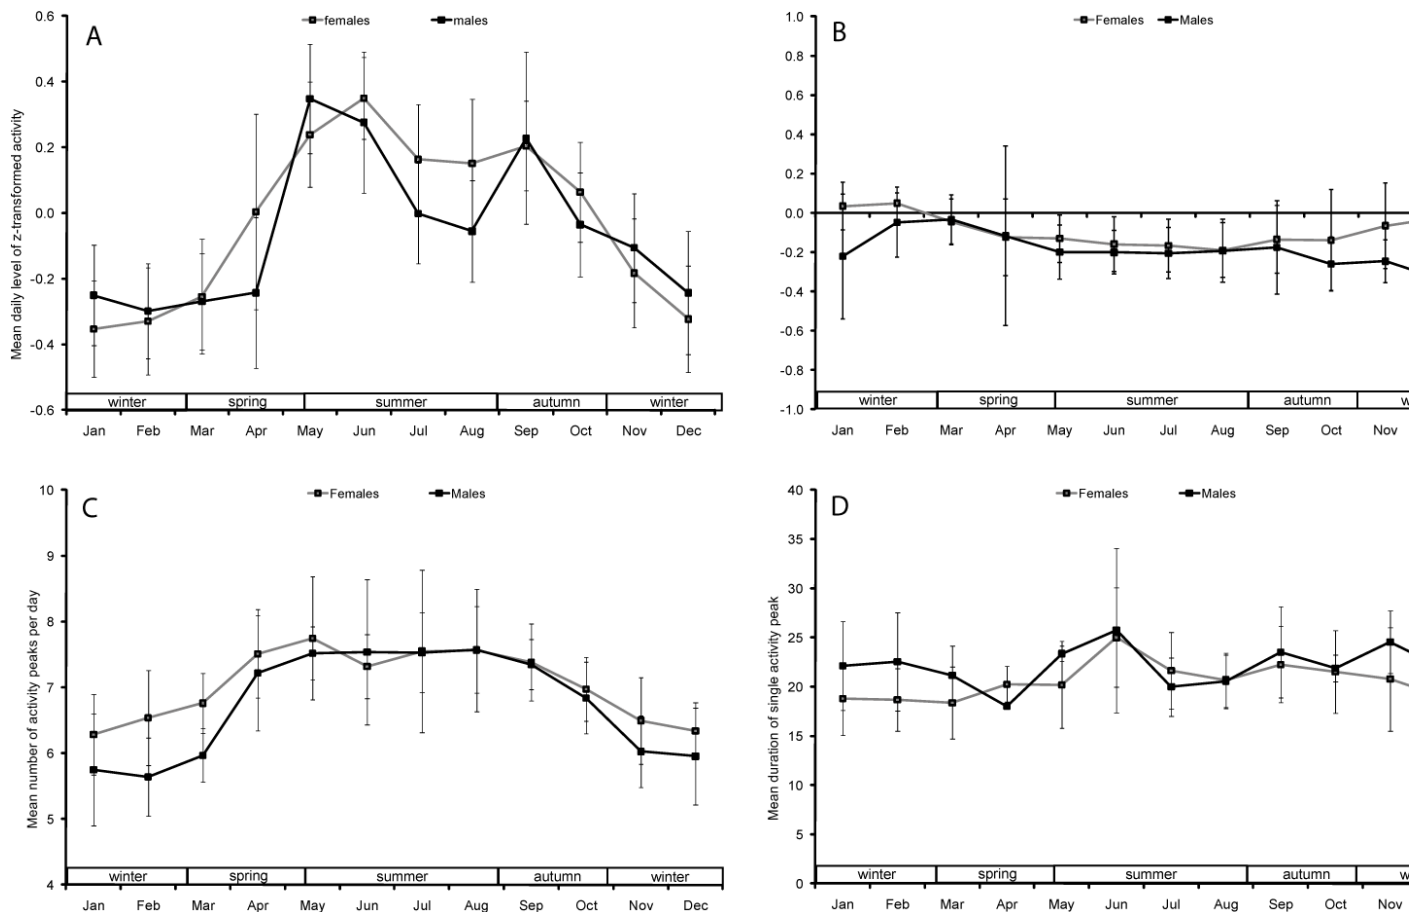 A
females males
Mean daily level of z-transformed activity
0.6
0.4
0.2
0.0
-0.2
-0.4
-0.6
winter spring summer autumn winter
Jan Feb Mar Apr May Jun Jul Aug Sep Oct Nov Dec
B
Females Males
1.0
0.8
0.6
0.4
0.2
0.0
-0.2
-0.4
-0.6
-0.8
-1.0
winter spring summer autumn w
Jan Feb Mar Apr May Jun Jul Aug Sep Oct Nov
C
Females Males
Mean number of activity peaks per day
10
9
8
7
6
5
4
winter spring summer autumn winter
Jan Feb Mar Apr May Jun Jul Aug Sep Oct Nov Dec
D
Females Males
Mean duration of single activity peak
40
35
30
25
20
15
10
5
0
winter spring summer autumn w
Jan Feb Mar Apr May Jun Jul Aug Sep Oct Nov